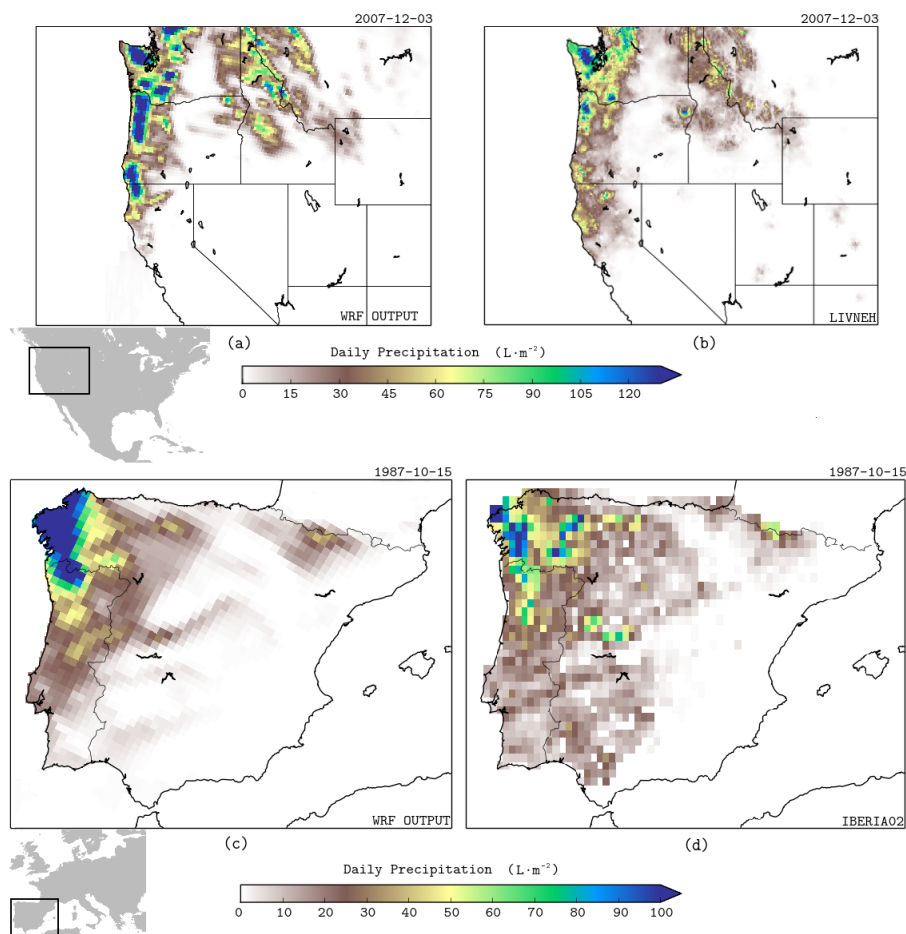 2007-12-03
2007-12-03
WRF OUTPUT
LIVNEH
(a)
(b)
Daily Precipitation (L·m⁻²)
0 15 30 45 60 75 90 105 120
1987-10-15
1987-10-15
WRF OUTPUT
IBERIA02
(c)
(d)
Daily Precipitation (L·m⁻²)
0 10 20 30 40 50 60 70 80 90 100